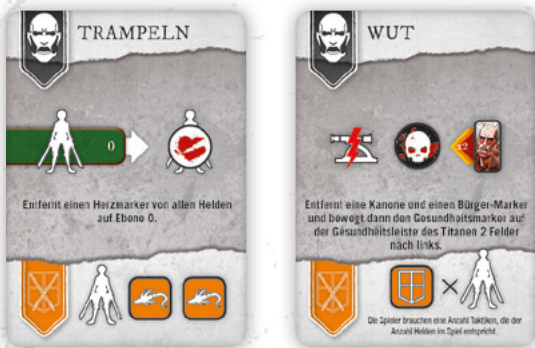 TRAMPELN
0
Entfernt einen Herzmarker von allen Helden
auf Ebene 0.
WUT
x2
Entfernt eine Kanone und einen Bürger-Marker
und bewegt dann den Gesundheitsmarker auf
der Gesundheitsleiste des Titanen 2 Felder
nach links.
×
Die Spieler brauchen eine Anzahl Taktiken, die der
Anzahl Helden im Spiel entspricht.